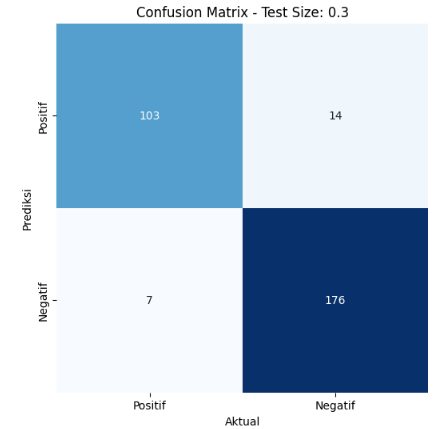 Confusion Matrix - Test Size: 0.3
Prediksi
Positif
103
14
Negatif
7
176
Positif
Negatif
Aktual